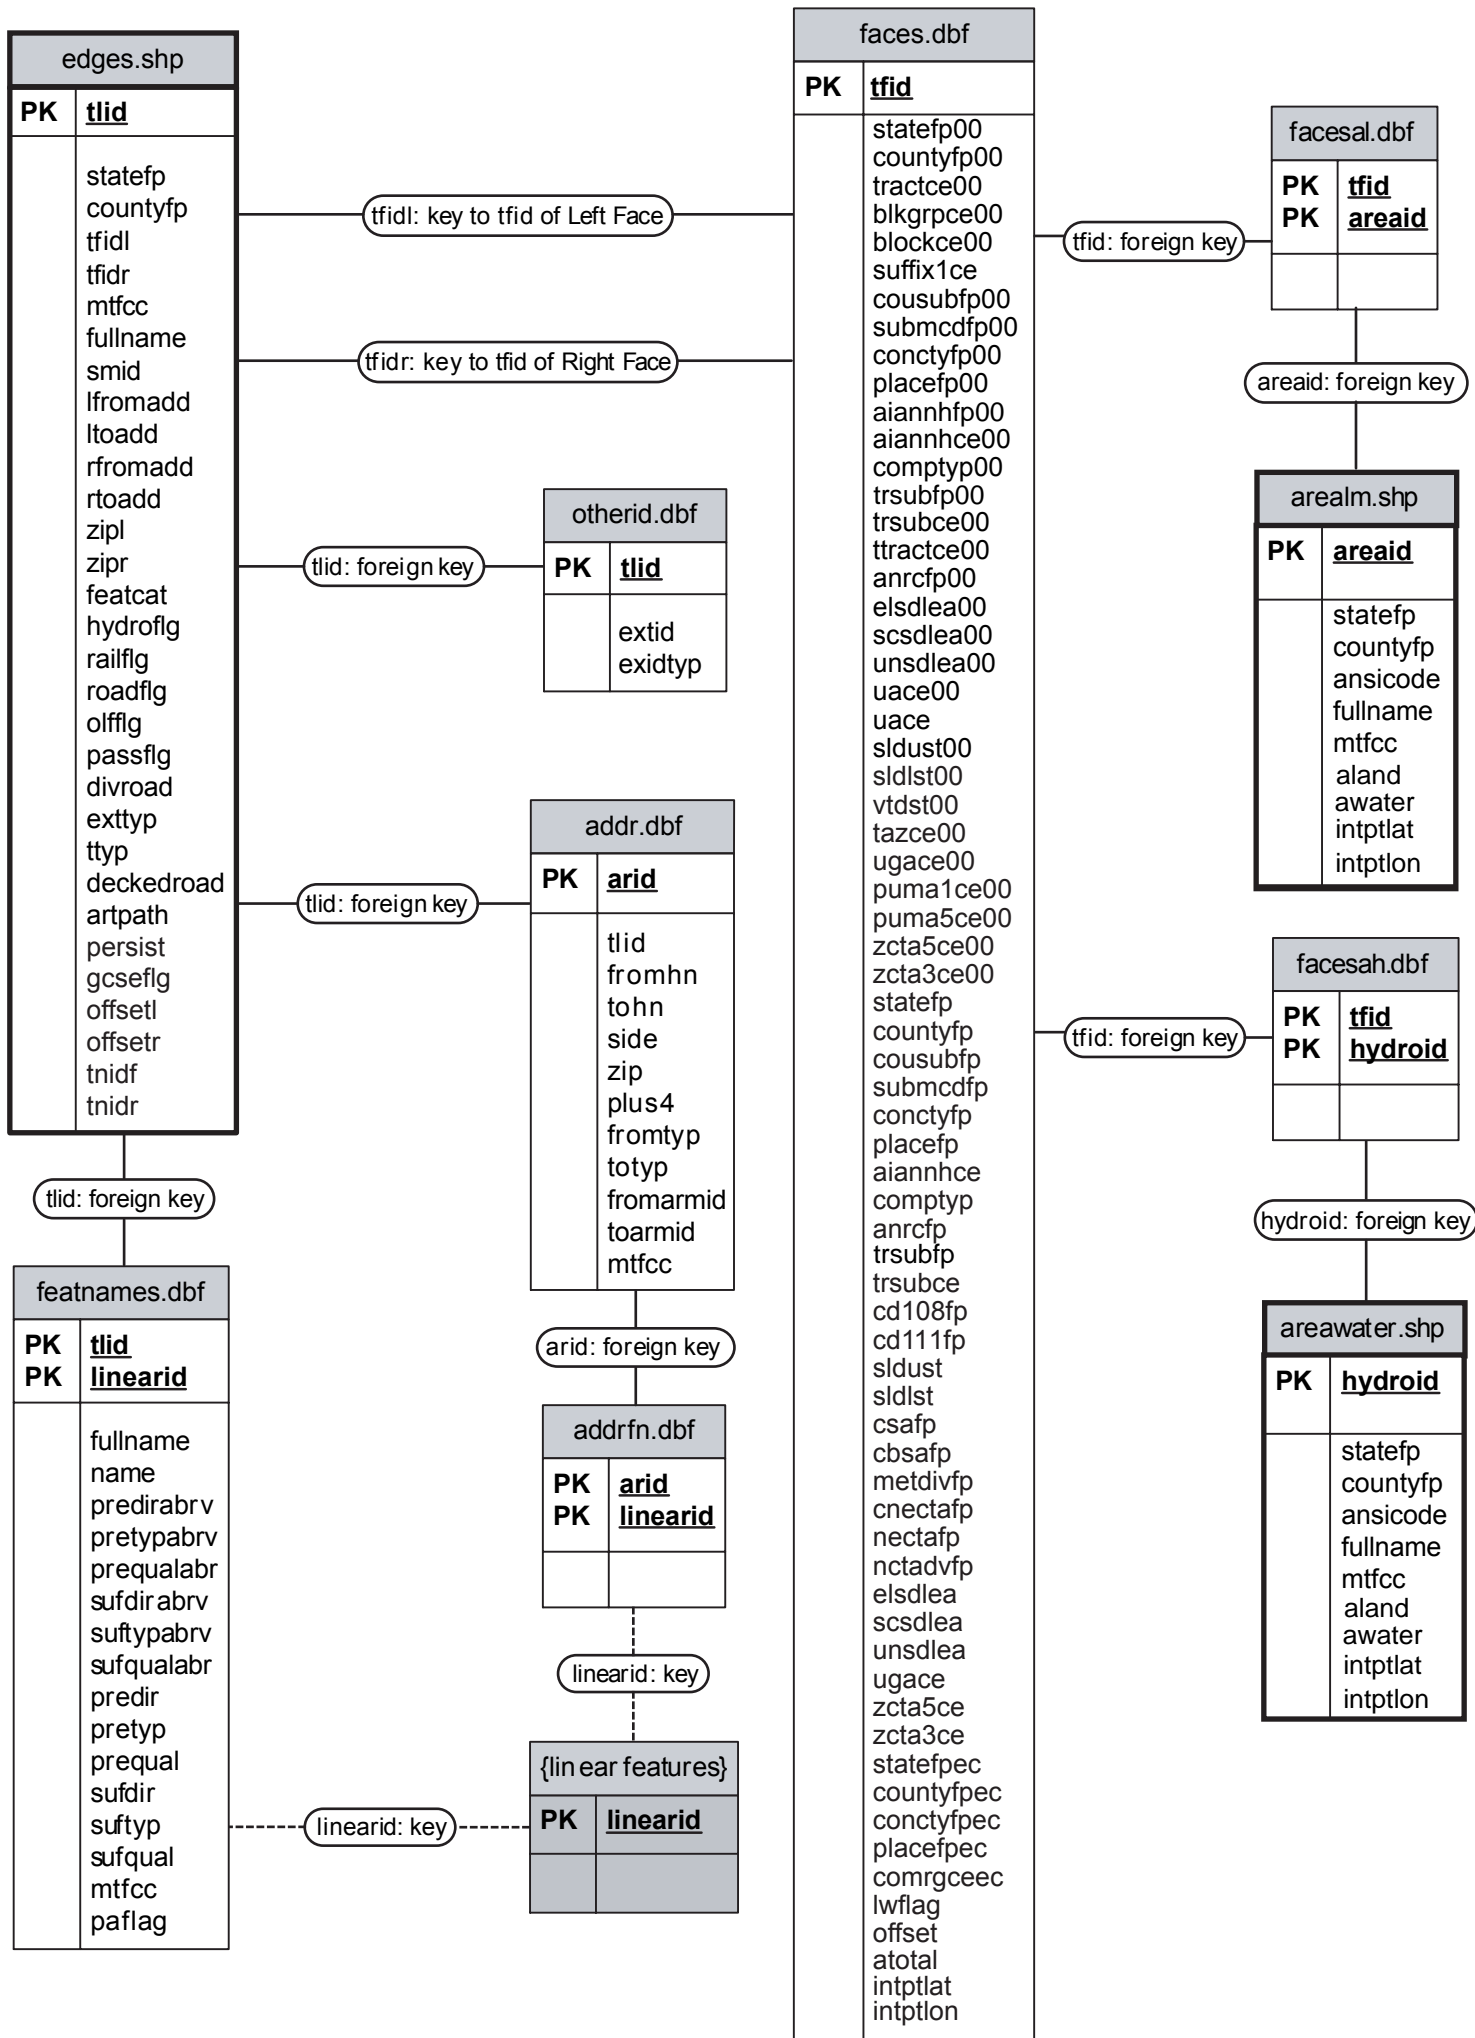 edges.shp
PK tlid
statefp
countyfp
tfidl
tfidr
mtfcc
fullname
smid
lfromadd
ltoadd
rfromadd
rtoadd
zipl
zipr
featcat
hydroflg
railflg
roadflg
olfflg
passflg
divroad
exttyp
ttyp
deckedroad
artpath
persist
gcseflg
offsetl
offsetr
tnidf
tnidr
tlid: foreign key
featnames.dbf
PK tlid
PK linearid
fullname
name
predirabrv
pretypabrv
prequalabr
sufdirabrv
suftypabrv
sufqualabr
predir
pretyp
prequal
sufdir
suftyp
sufqual
mtfcc
paflag
tfidl: key to tfid of Left Face
tfidr: key to tfid of Right Face
tlid: foreign key
otherid.dbf
PK tlid
extid
exidtyp
tlid: foreign key
addr.dbf
PK arid
tlid
fromhn
tohn
side
zip
plus4
fromtyp
totyp
fromarmid
toarmid
mtfcc
arid: foreign key
addrfn.dbf
PK arid
PK linearid
linearid: key
{linear features}
PK linearid
linearid: key
faces.dbf
PK tfid
statefp00
countyfp00
tractce00
blkgrpce00
blockce00
suffix1ce
cousubfp00
submcdfp00
conctyfp00
placefp00
aiannhfp00
aiannhce00
comptyp00
trsubfp00
trsubce00
ttractce00
anrcfp00
elsdlea00
scsdlea00
unsdlea00
uace00
uace
sldust00
sldlst00
vtdst00
tazce00
ugace00
puma1ce00
puma5ce00
zcta5ce00
zcta3ce00
statefp
countyfp
cousubfp
submcdfp
conctyfp
placefp
aiannhce
comptyp
anrcfp
trsubfp
trsubce
cd108fp
cd111fp
sldust
sldlst
csafp
cbsafp
metdivfp
cnectafp
nectafp
nctadvfp
elsdlea
scsdlea
unsdlea
ugace
zcta5ce
zcta3ce
statefpec
countyfpec
conctyfpec
placefpec
comrgceec
lwflag
offset
atotal
intptlat
intptlon
tfid: foreign key
facesal.dbf
PK tfid
PK areaid
areaid: foreign key
arealm.shp
PK areaid
statefp
countyfp
ansicode
fullname
mtfcc
aland
awater
intptlat
intptlon
tfid: foreign key
facesah.dbf
PK tfid
PK hydroid
hydroid: foreign key
areawater.shp
PK hydroid
statefp
countyfp
ansicode
fullname
mtfcc
aland
awater
intptlat
intptlon